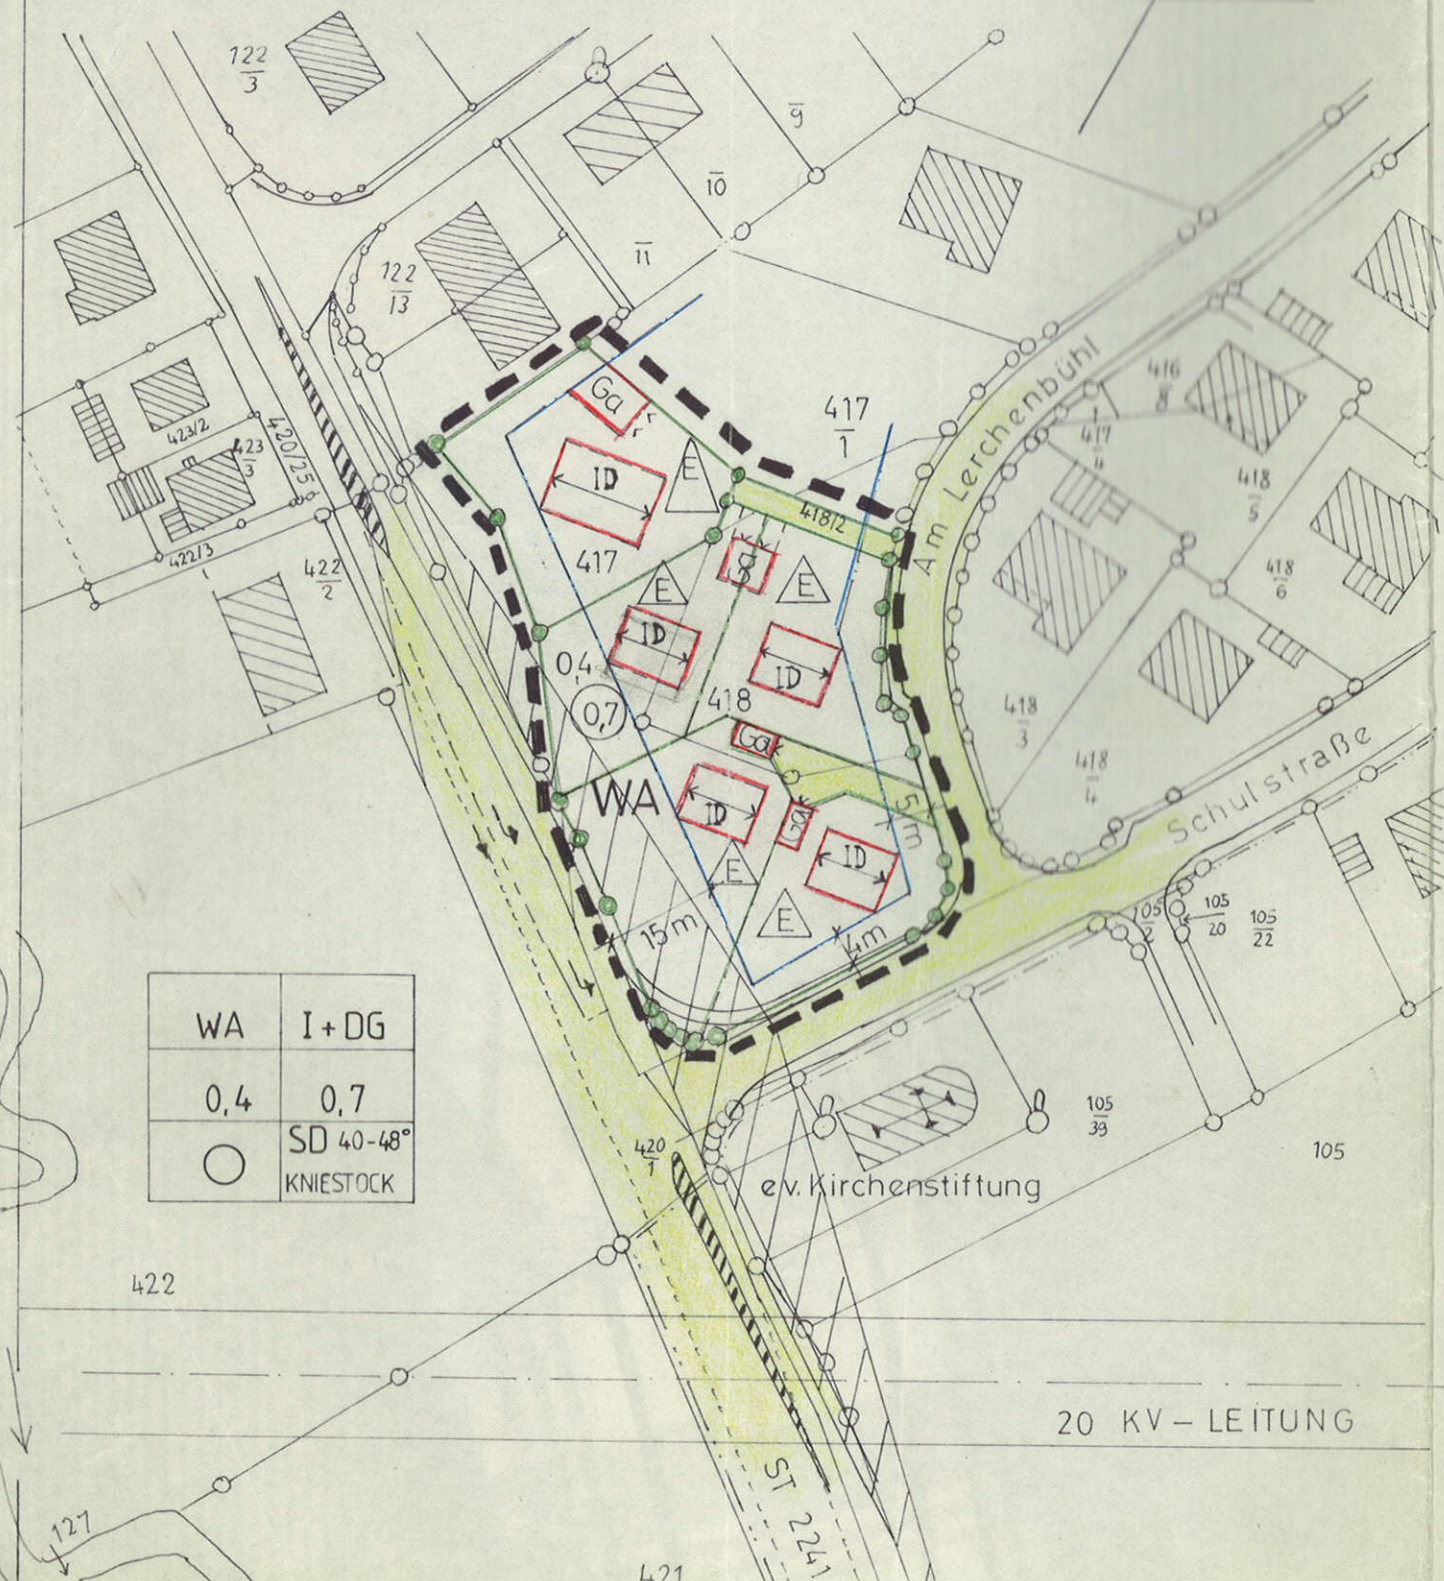 122
3
9
10
11
122
13
Ga
417
1
Am Lerchenbühl
416
8
417
4
418
5
423/2
423
3
420/25
ID
E
418/2
417
422/3
422
2
E
E
418
6
ID
0,4
ID
0,7
418
418
3
Ga
418
4
Schulstraße
WA
ID
Ga
5m
ID
E
E
15m
4m
105
2
105
20
105
22
WA
I+DG
0,4
0,7
SD 40-48°
KNIESTOCK
420
1
105
39
105
ev. Kirchenstiftung
422
20 KV-LEITUNG
ST 2241
127
421